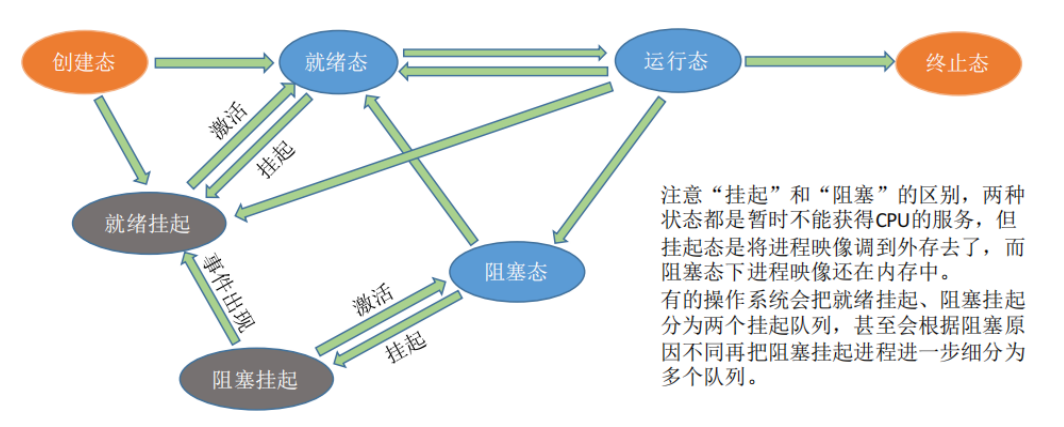 创建态
就绪态
运行态
终止态
激活
挂起
就绪挂起
事件出现
阻塞态
激活
挂起
阻塞挂起
注意“挂起”和“阻塞”的区别，两种
状态都是暂时不能获得CPU的服务，但
挂起态是将进程映像调到外存去了，而
阻塞态下进程映像还在内存中。
有的操作系统会把就绪挂起、阻塞挂起
分为两个挂起队列，甚至会根据阻塞原
因不同再把阻塞挂起进程进一步细分为
多个队列。